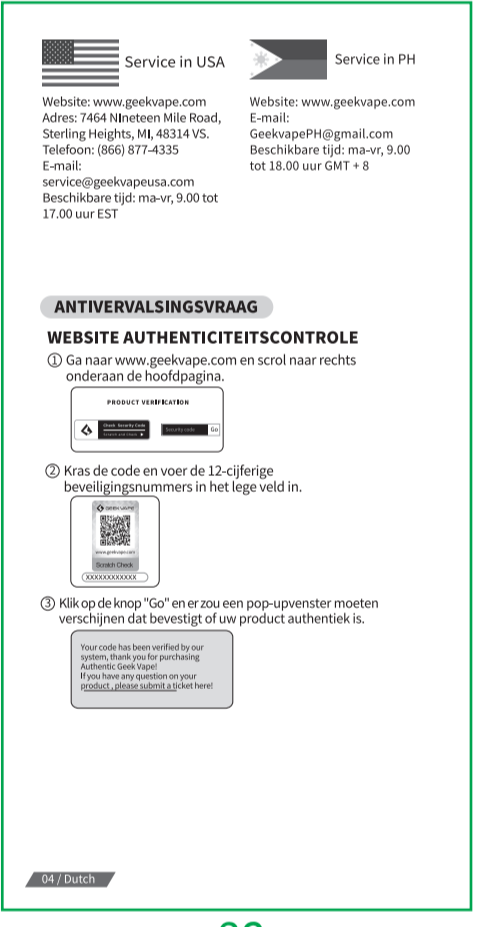 Service in USA
Website: www.geekvape.com
Adres: 7464 NIneteen Mile Road,
Sterling Heights, MI, 48314 VS.
Telefoon: (866) 877-4335
E-mail:
service@geekvapeusa.com
Beschikbare tijd: ma-vr, 9.00 tot
17.00 uur EST
Service in PH
Website: www.geekvape.com
E-mail:
GeekvapePH@gmail.com
Beschikbare tijd: ma-vr, 9.00
tot 18.00 uur GMT + 8
ANTIVERVALSINGSVRAAG
WEBSITE AUTHENTICITEITSCONTROLE
① Ga naar www.geekvape.com en scrol naar rechts
onderaan de hoofdpagina.
PRODUCT VERIFICATION
Check Security Code
Scratch and check
Security code
Go
② Kras de code en voer de 12-cijferige
beveiligingsnummers in het lege veld in.
GEEK VAPE
www.geekvape.com
Scratch Check
XXXXXXXXXXXX
③ Klik op de knop "Go" en er zou een pop-upvenster moeten
verschijnen dat bevestigt of uw product authentiek is.
Your code has been verified by our
system, thank you for purchasing
Authentic Geek Vape!
If you have any question on your
product , please submit a ticket here!
04 / Dutch